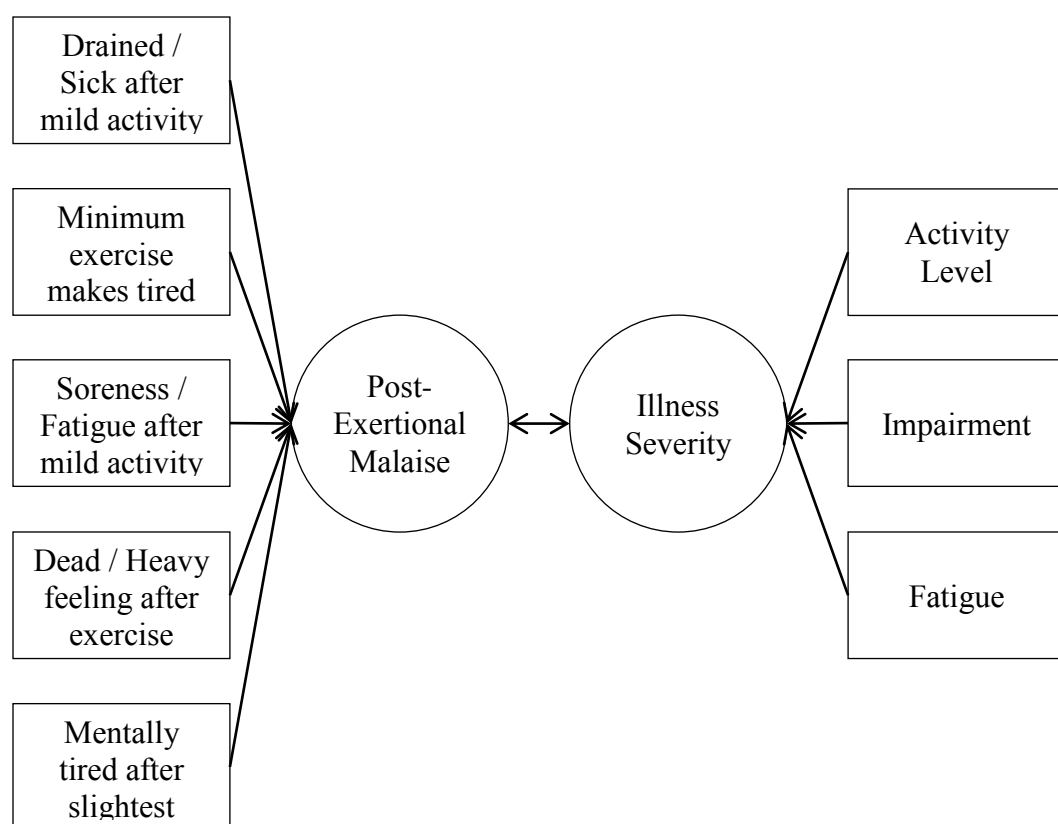 Drained /
Sick after
mild activity
Minimum
exercise
makes tired
Soreness /
Fatigue after
mild activity
Dead / Heavy
feeling after
exercise
Mentally
tired after
slightest
Post-
Exertional
Malaise
Illness
Severity
Activity
Level
Impairment
Fatigue